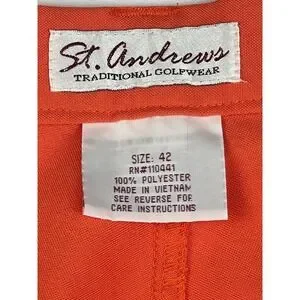 St. Andrews
TRADITIONAL GOLFWEAR
SIZE: 42
RN#110441
100% POLYESTER
MADE IN VIETNAM
SEE REVERSE FOR
CARE INSTRUCTIONS